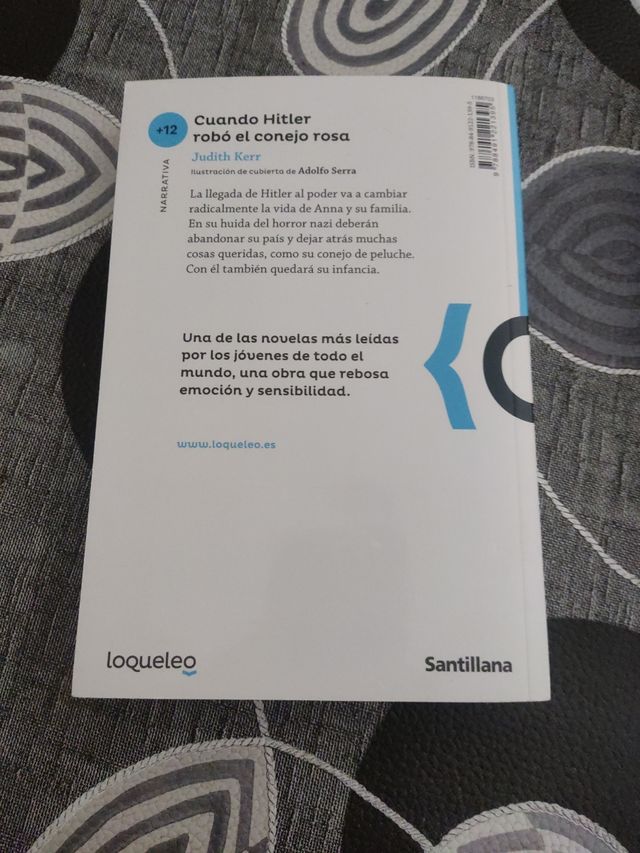 +12
Cuando Hitler
robó el conejo rosa
Judith Kerr
Ilustración de cubierta de Adolfo Serra
NARRATIVA
La llegada de Hitler al poder va a cambiar
radicalmente la vida de Anna y su familia.
En su huida del horror nazi deberán
abandonar su país y dejar atrás muchas
cosas queridas, como su conejo de peluche.
Con él también quedará su infancia.
Una de las novelas más leídas
por los jóvenes de todo el
mundo, una obra que rebosa
emoción y sensibilidad.
www.loqueleo.es
loqueleo
Santillana